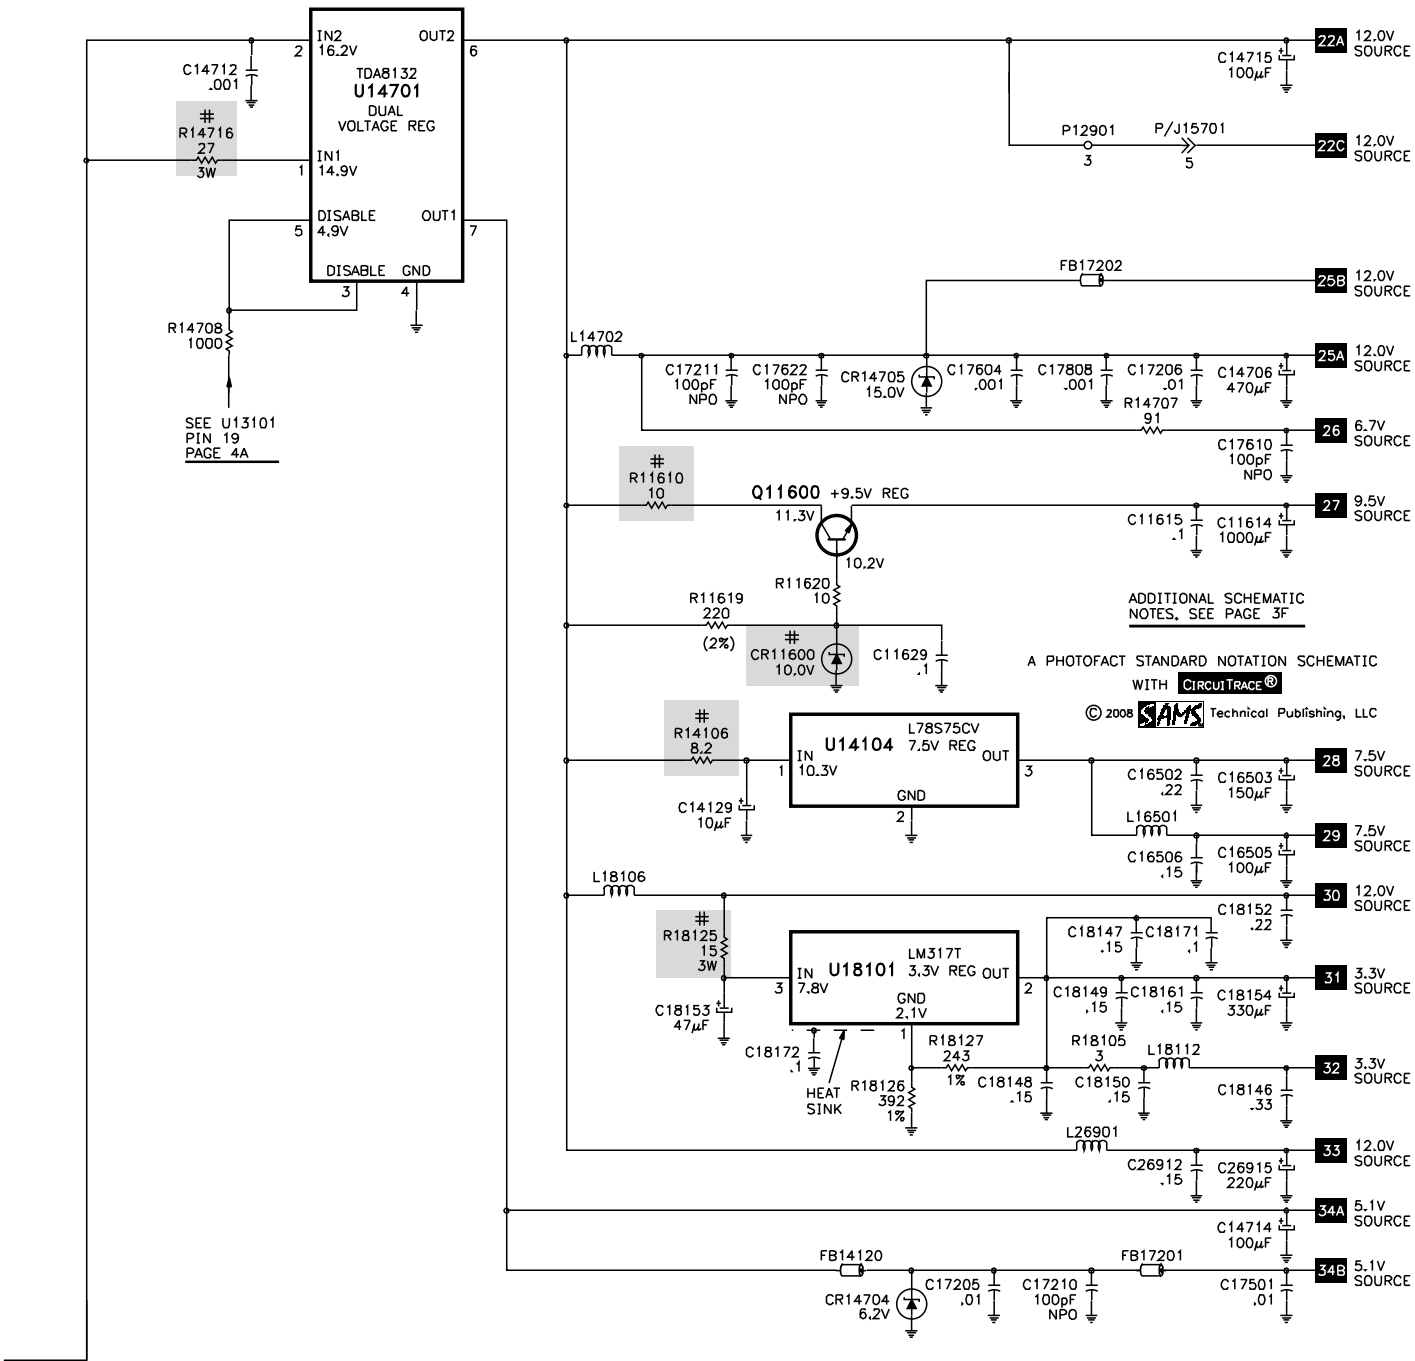 IN2
2
16.2V
OUT2
6
TDA8132
U14701
DUAL
VOLTAGE REG
C14712
.001
#
R14716
27
3W
IN1
1
14.9V
DISABLE
5
4.9V
OUT1
7
DISABLE
GND
3
4
R14708
1000
SEE U13101
PIN 19
PAGE 4A
C14715
100µF
22A
12.0V
SOURCE
P12901
3
P/J15701
5
22C
12.0V
SOURCE
FB17202
25B
12.0V
SOURCE
L14702
C17211
100pF
NPO
C17622
100pF
NPO
CR14705
15.0V
C17604
.001
C17808
.001
C17206
.01
C14706
470µF
25A
12.0V
SOURCE
R14707
91
C17610
100pF
NPO
26
6.7V
SOURCE
#
R11610
10
Q11600 +9.5V REG
11.3V
10.2V
C11615
.1
C11614
1000µF
27
9.5V
SOURCE
R11620
10
R11619
220
(2%)
#
CR11600
10.0V
C11629
.1
ADDITIONAL SCHEMATIC
NOTES, SEE PAGE 3F
A PHOTOFACT STANDARD NOTATION SCHEMATIC
WITH CIRCUITRACE®
© 2008 SAMS Technical Publishing, LLC
#
R14106
8.2
C14129
10µF
1
IN
10.3V
U14104
L78S75CV
7.5V REG
OUT
3
GND
2
C16502
.22
C16503
150µF
28
7.5V
SOURCE
L16501
C16506
.15
C16505
100µF
29
7.5V
SOURCE
L18106
C18152
.22
30
12.0V
SOURCE
#
R18125
15
3W
C18153
47µF
3
IN
7.8V
U18101
LM317T
3.3V REG
OUT
2
GND
2.1V
1
C18147
.15
C18171
.1
C18149
.15
C18161
.15
C18154
330µF
31
3.3V
SOURCE
C18172
.1
HEAT
SINK
R18127
243
1%
R18126
392
1%
C18148
.15
R18105
3
C18150
.15
L18112
C18146
.33
32
3.3V
SOURCE
L26901
C26912
.15
C26915
220µF
33
12.0V
SOURCE
C14714
100µF
34A
5.1V
SOURCE
FB14120
CR14704
6.2V
C17205
.01
C17210
100pF
NPO
FB17201
C17501
.01
34B
5.1V
SOURCE